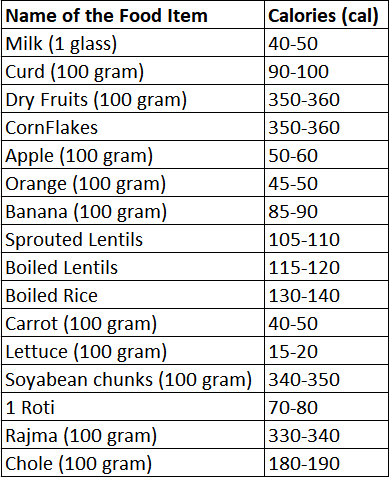 Name of the Food Item Calories (cal)
Milk (1 glass) 40-50
Curd (100 gram) 90-100
Dry Fruits (100 gram) 350-360
CornFlakes 350-360
Apple (100 gram) 50-60
Orange (100 gram) 45-50
Banana (100 gram) 85-90
Sprouted Lentils 105-110
Boiled Lentils 115-120
Boiled Rice 130-140
Carrot (100 gram) 40-50
Lettuce (100 gram) 15-20
Soyabean chunks (100 gram) 340-350
1 Roti 70-80
Rajma (100 gram) 330-340
Chole (100 gram) 180-190